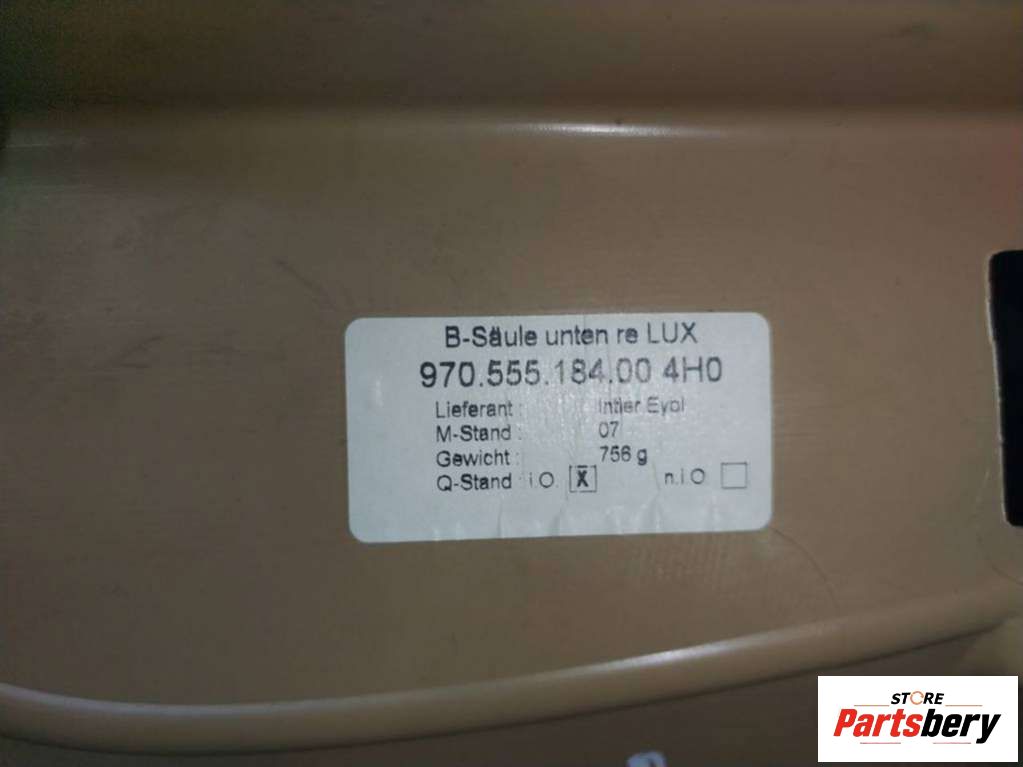 B-Säule unten re LUX
970.555.184.00 4H0
Lieferant : Intier Eybl
M-Stand : 07
Gewicht : 756 g
Q-Stand : i.O. [X] n.i.O
STORE
Partsbery